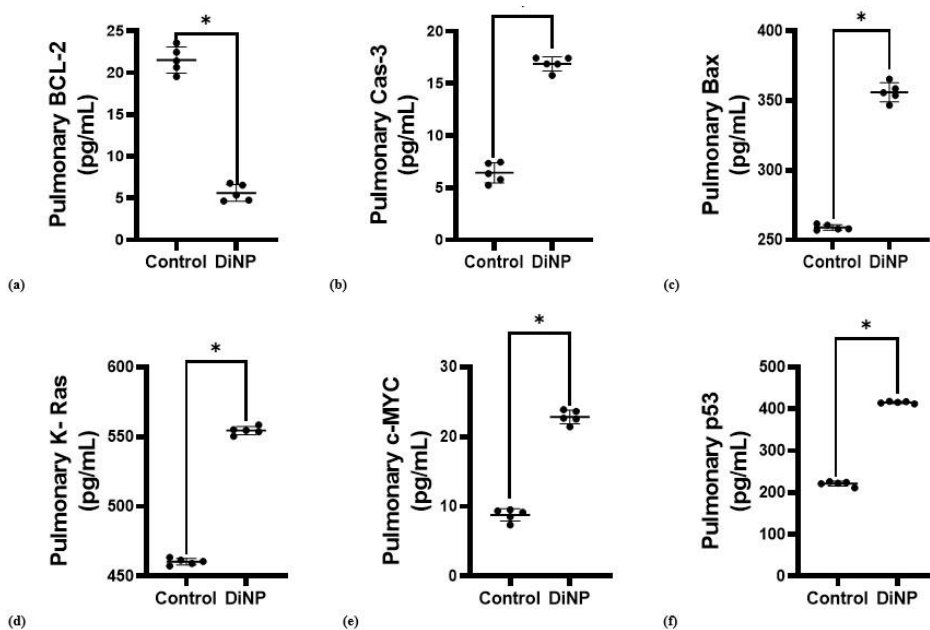 *
Pulmonary BCL-2
(pg/mL)
25
20
15
10
5
0
Control DiNP
(a)
Pulmonary Cas-3
(pg/mL)
20
15
10
5
0
Control DiNP
(b)
*
Pulmonary Bax
(pg/mL)
400
350
300
250
Control DiNP
(c)
*
Pulmonary K- Ras
(pg/mL)
600
550
500
450
Control DiNP
(d)
*
Pulmonary c-MYC
(pg/mL)
30
20
10
0
Control DiNP
(e)
*
Pulmonary p53
(pg/mL)
500
400
300
200
100
0
Control DiNP
(f)